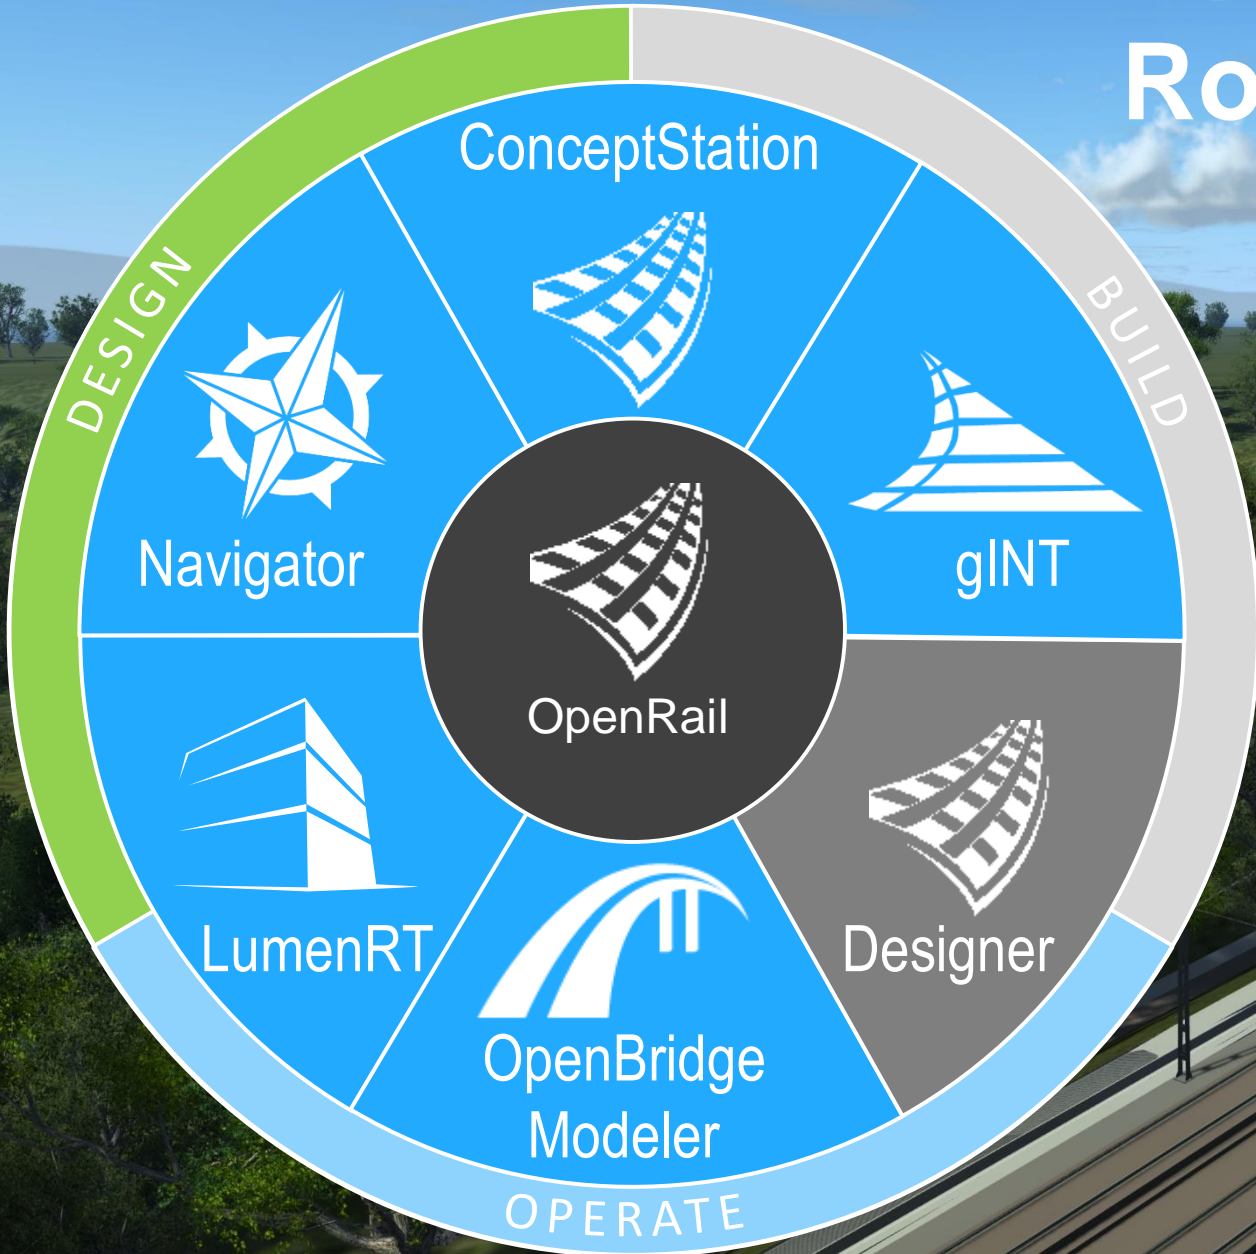 Ro
ConceptStation
DESIGN
BUILD
Navigator
gINT
OpenRail
LumenRT
Designer
OpenBridge
Modeler
OPERATE